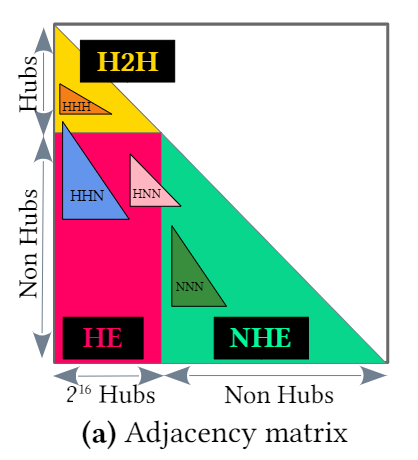 H2H
Hubs
HHH
HHN
HNN
Non Hubs
NNN
HE
NHE
2¹⁶ Hubs
Non Hubs
(a) Adjacency matrix